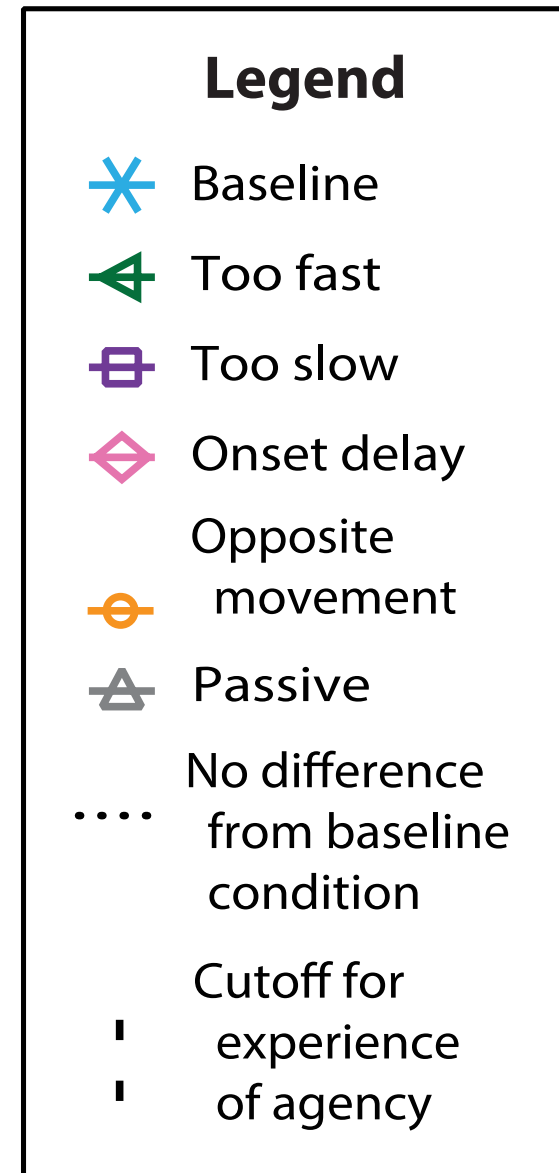 Legend
Baseline
Too fast
Too slow
Onset delay
Opposite
movement
Passive
No difference
from baseline
condition
Cutoff for
experience
of agency